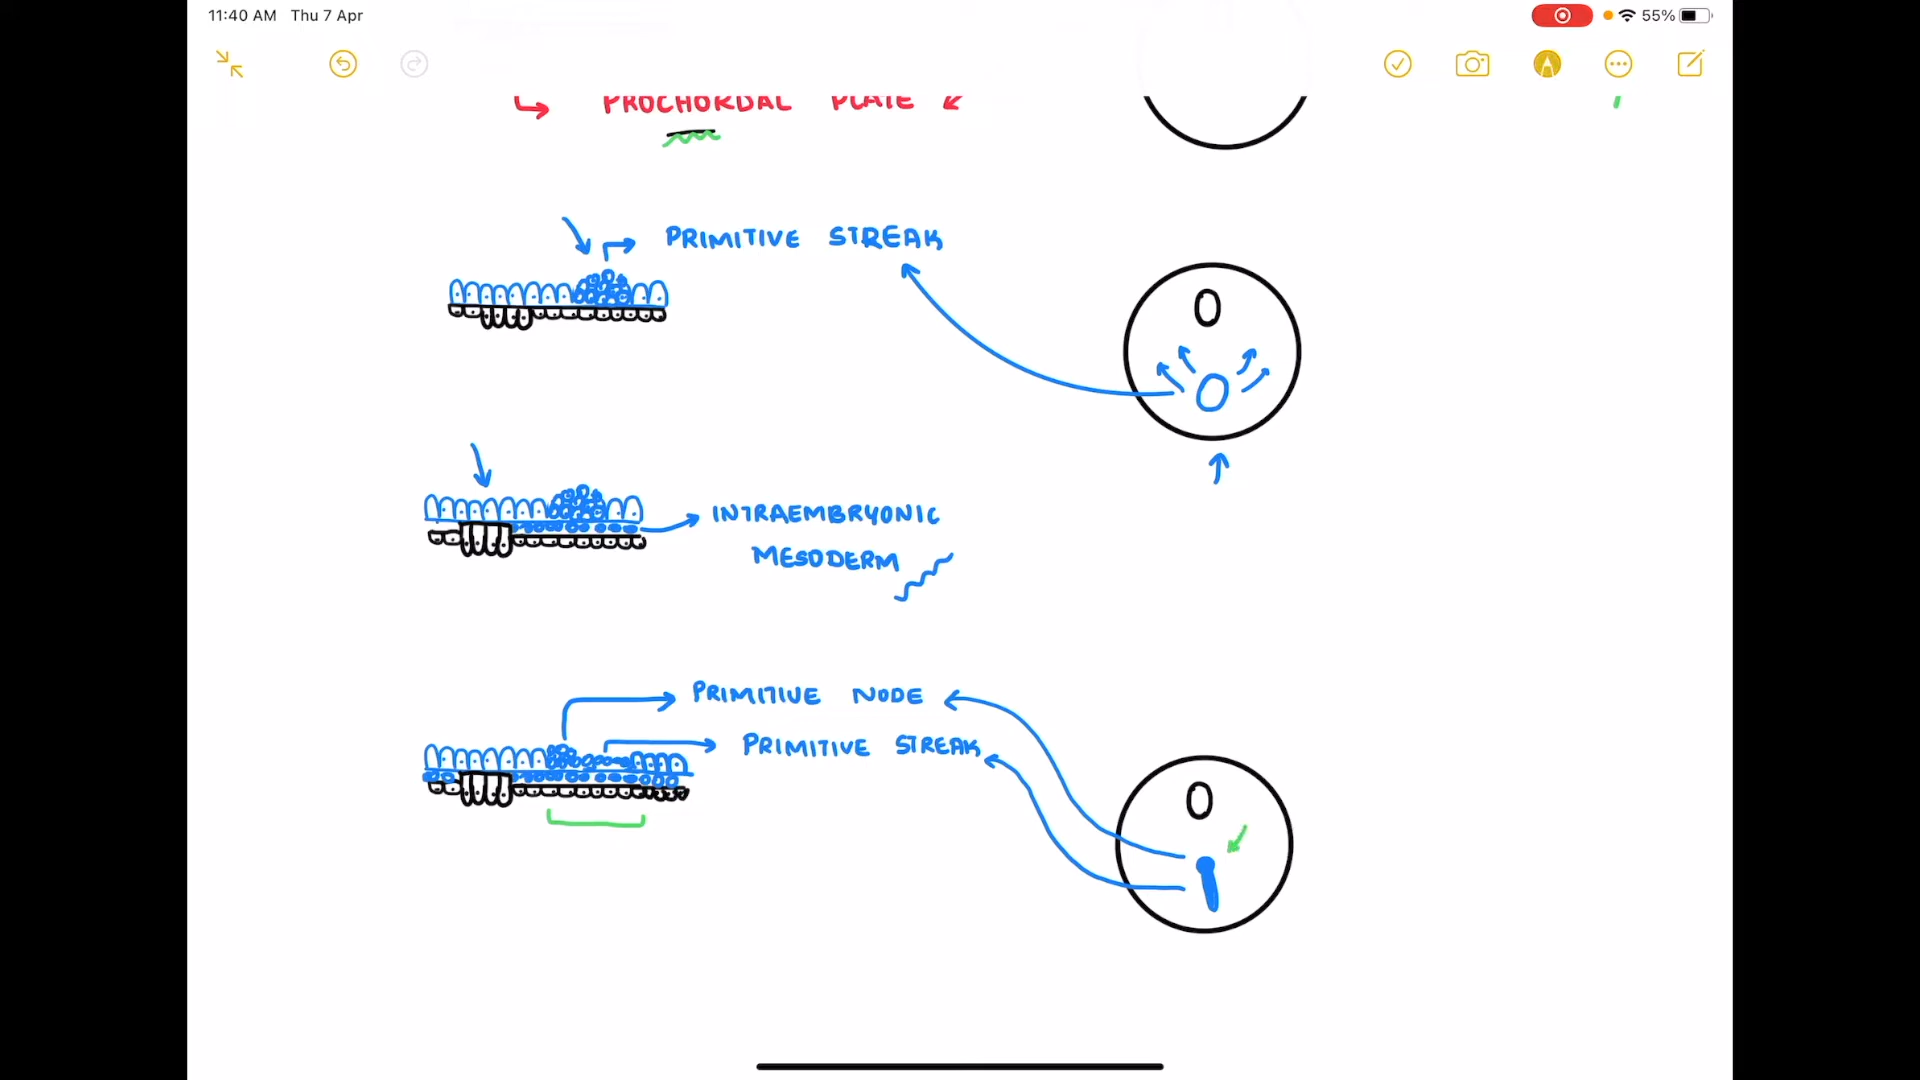 11:40 AM Thu 7 Apr
55%
PROCHORDAL PLATE
PRIMITIVE STREAK
INTRAEMBRYONIC
MESODERM
PRIMITIVE NODE
PRIMITIVE STREAK